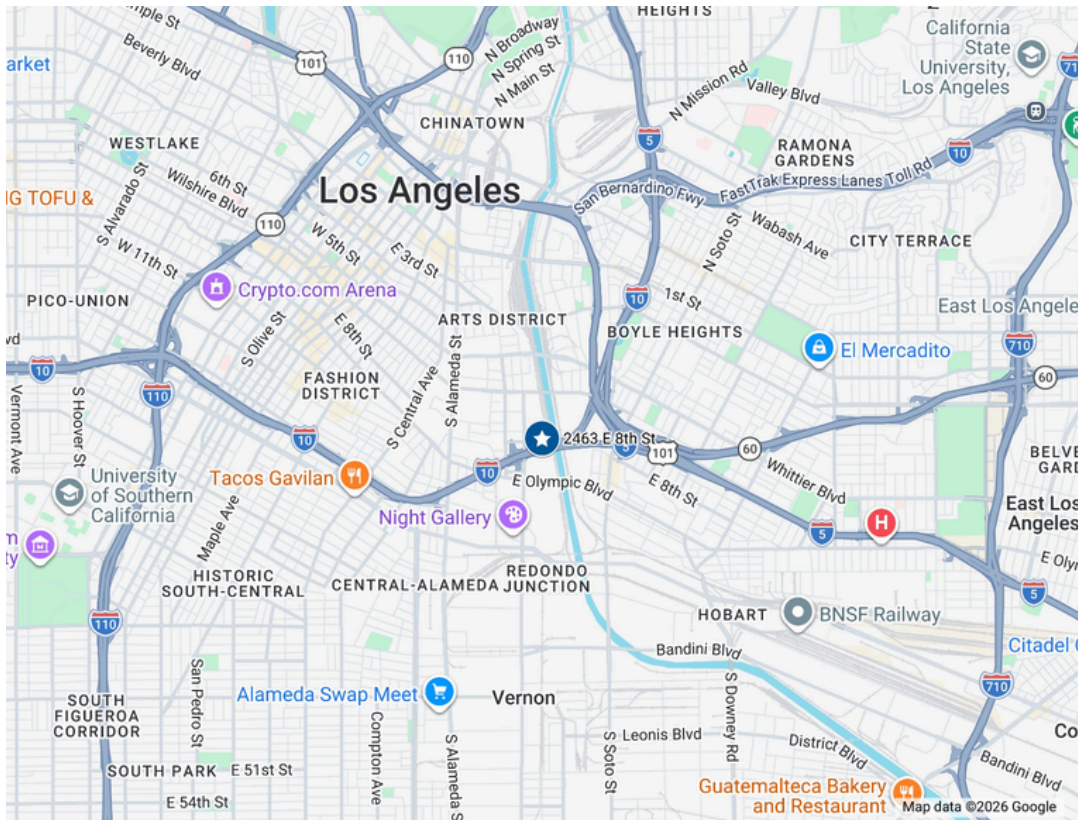 HEIGHTS
California
State
University,
Los Angeles
ple St
Beverly Blvd
101
110
N Broadway
N Spring St
N Main St
arket
5
N Mission Rd
Valley Blvd
710
CHINATOWN
WESTLAKE
RAMONA
GARDENS
10
6th St
Wilshire Blvd
Los Angeles
San Bernardino Fwy
FasTrak Express Lanes Toll Rd
G TOFU &
S Alvarado St
110
W 5th St
E 3rd St
W 11th St
N Soto St
Wabash Ave
CITY TERRACE
PICO-UNION
Crypto.com Arena
10
1st St
East Los Angele
ARTS DISTRICT
BOYLE HEIGHTS
S Olive St
E 8th St
S Alameda St
El Mercadito
710
vd
10
110
FASHION
DISTRICT
S Central Ave
60
Vermont Ave
S Hoover St
10
2463 E 8th St
5
101
60
Whittier Blvd
BELV
GARD
University
of Southern
California
Tacos Gavilan
10
E Olympic Blvd
E 8th St
Maple Ave
Night Gallery
H
5
East Los
Angeles
m
ty
E Olyn
HISTORIC
SOUTH-CENTRAL
CENTRAL-ALAMEDA
REDONDO
JUNCTION
5
110
HOBART
BNSF Railway
Citadel
Bandini Blvd
San Pedro St
Alameda Swap Meet
Vernon
S Downey Rd
710
SOUTH
FIGUEROA
CORRIDOR
Compton Ave
S Alameda S
S Soto St
Leonis Blvd
District Blvd
Co
Bandini Blvd
SOUTH PARK
E 51st St
E 54th St
Guatemalteca Bakery
and Restaurant
Map data ©2026 Google